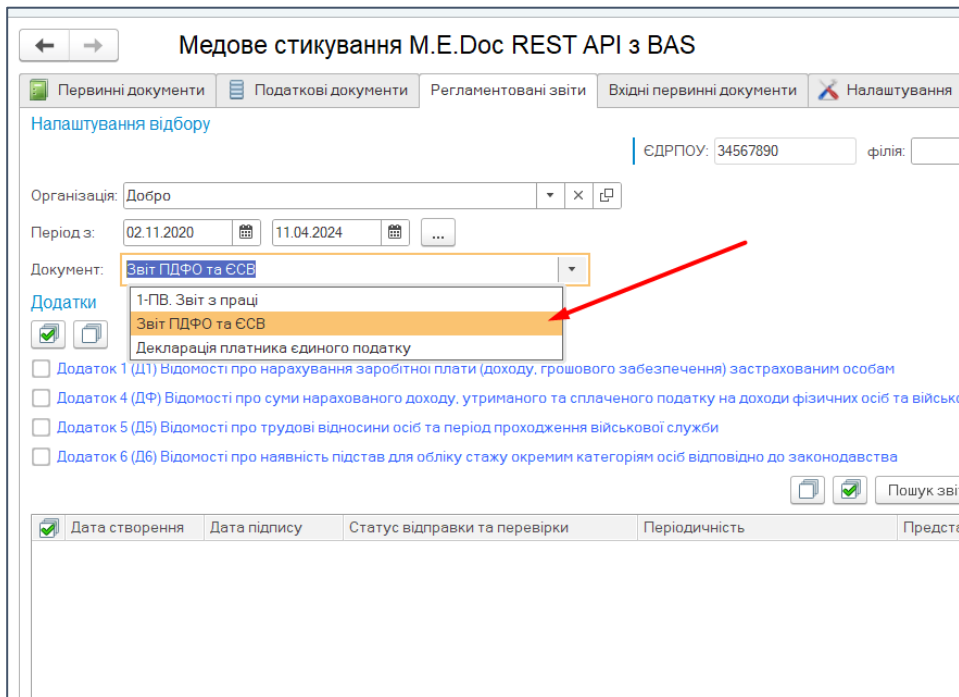 Медове стикування M.E.Doc REST API з BAS
Первинні документи Податкові документи Регламентовані звіти Вхідні первинні документи Налаштування
Налаштування відбору
ЄДРПОУ: 34567890 філія:
Організація: Добро
Період з: 02.11.2020 11.04.2024 ...
Документ: Звіт ПДФО та ЄСВ
1-ПВ. Звіт з праці
Додатки
Звіт ПДФО та ЄСВ
Декларація платника єдиного податку
Додаток 1 (Д1) Відомості про нарахування заробітної плати (доходу, грошового забезпечення) застрахованим особам
Додаток 4 (ДФ) Відомості про суми нарахованого доходу, утриманого та сплаченого податку на доходи фізичних осіб та військо
Додаток 5 (Д5) Відомості про трудові відносини осіб та період проходження військової служби
Додаток 6 (Д6) Відомості про наявність підстав для обліку стажу окремим категоріям осіб відповідно до законодавства
Пошук зві
Дата створення Дата підпису Статус відправки та перевірки Періодичність Предста